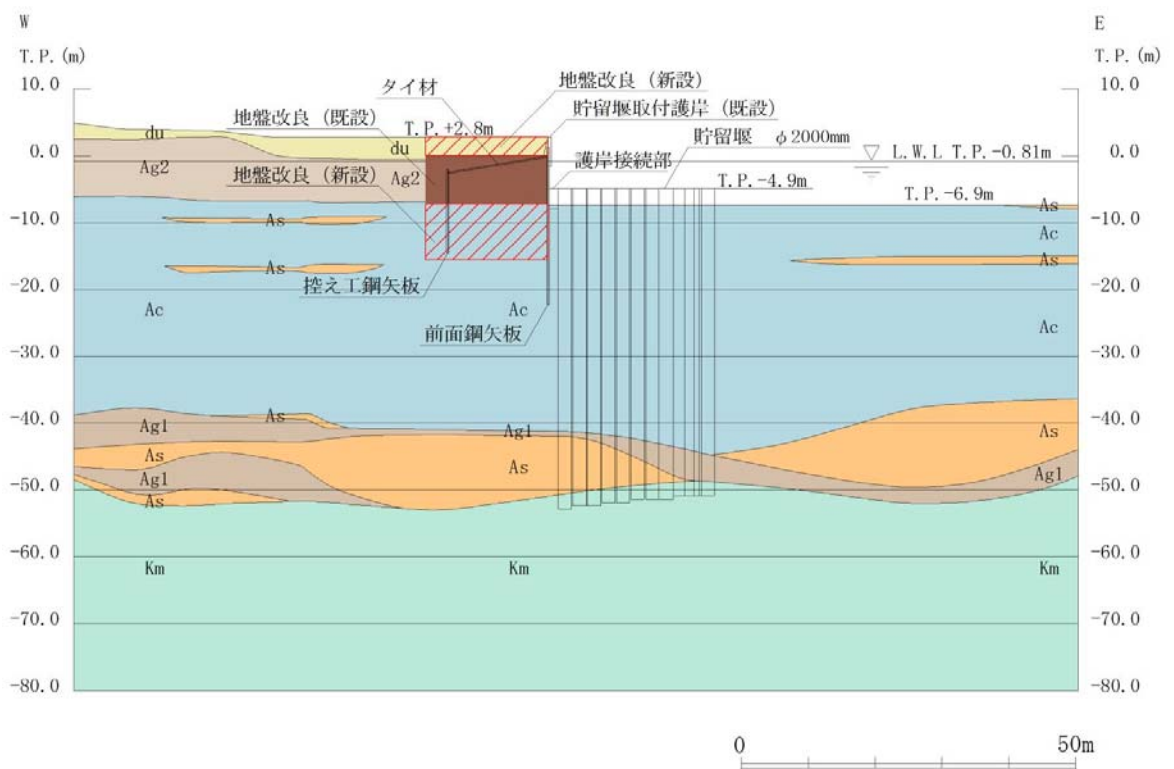 W
E
T.P.(m)
T.P.(m)
10.0
0.0
-10.0
-20.0
-30.0
-40.0
-50.0
-60.0
-70.0
-80.0
地盤改良（新設）
タイ材
貯留堰取付護岸（既設）
地盤改良（既設）
T.P.+2.8m
貯留堰 φ2000mm
du
du
護岸接続部
L.W.L T.P.-0.81m
Ag2
地盤改良（新設）
Ag2
T.P.-4.9m
T.P.-6.9m
As
As
Ac
As
As
控え工鋼矢板
Ac
Ac
前面鋼矢板
Ac
As
Ag1
Ag1
As
As
As
Ag1
Ag1
As
Km
Km
Km
10.0
0.0
-10.0
-20.0
-30.0
-40.0
-50.0
-60.0
-70.0
-80.0
0
50m